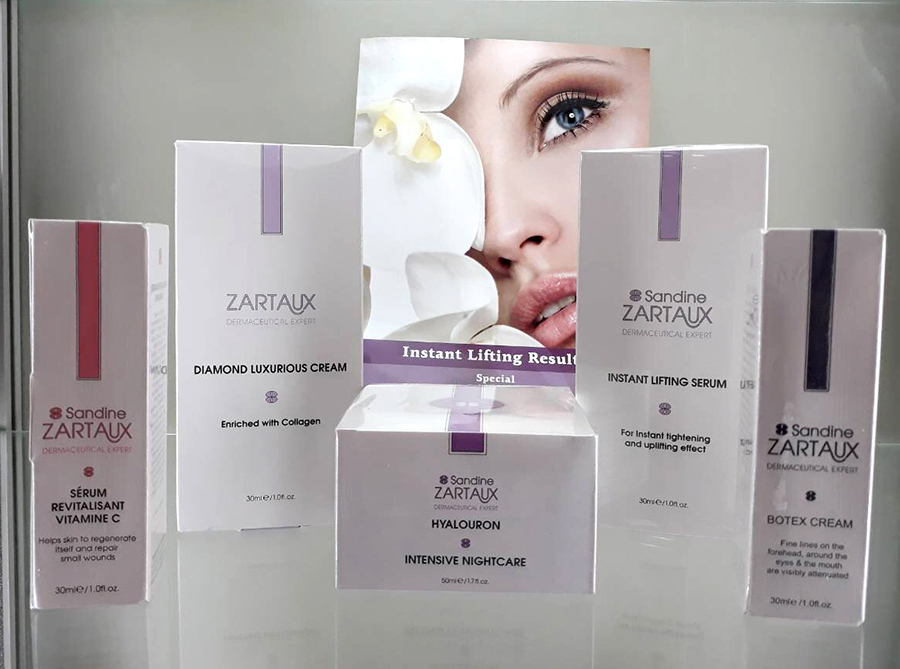 Sandine
ZARTAUX
DERMACEUTICAL EXPERT
SÉRUM
REVITALISANT
VITAMINE C
Helps skin to regenerate
itself and repair
small wounds
30ml e/1.0fl.oz.
ZARTAUX
DERMACEUTICAL EXPERT
DIAMOND LUXURIOUS CREAM
Enriched with Collagen
30ml e/1.0fl.oz.
Instant Lifting Result
Special
Sandine
ZARTAUX
DERMACEUTICAL EXPERT
HYALOURON
INTENSIVE NIGHTCARE
50ml e/1.7fl.oz.
Sandine
ZARTAUX
DERMACEUTICAL EXPERT
INSTANT LIFTING SERUM
For Instant tightening
and uplifting effect
30ml e/1.0fl.oz.
Sandine
ZARTAUX
DERMACEUTICAL EXPERT
BOTEX CREAM
Fine lines on the
forehead, around the
eyes & the mouth
are visibly attenuated
30ml e/1.0fl.oz.